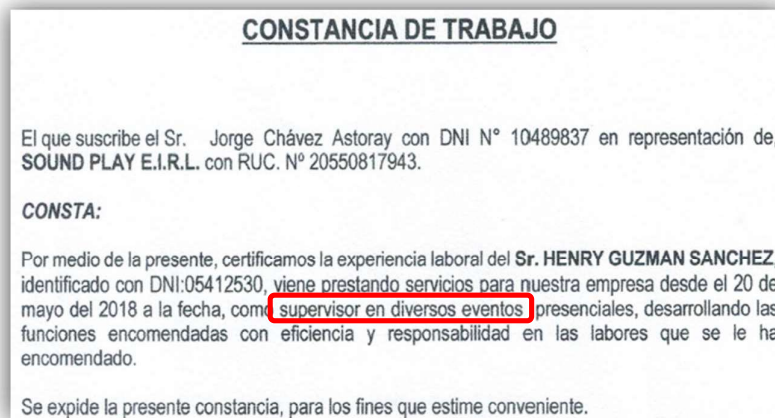 CONSTANCIA DE TRABAJO
El que suscribe el Sr. Jorge Chávez Astoray con DNI N° 10489837 en representación de,
SOUND PLAY E.I.R.L. con RUC. Nº 20550817943.
CONSTA:
Por medio de la presente, certificamos la experiencia laboral del Sr. HENRY GUZMAN SANCHEZ,
identificado con DNI:05412530, viene prestando servicios para nuestra empresa desde el 20 de
mayo del 2018 a la fecha, como supervisor en diversos eventos presenciales, desarrollando las
funciones encomendadas con eficiencia y responsabilidad en las labores que se le ha
encomendado.
Se expide la presente constancia, para los fines que estime conveniente.